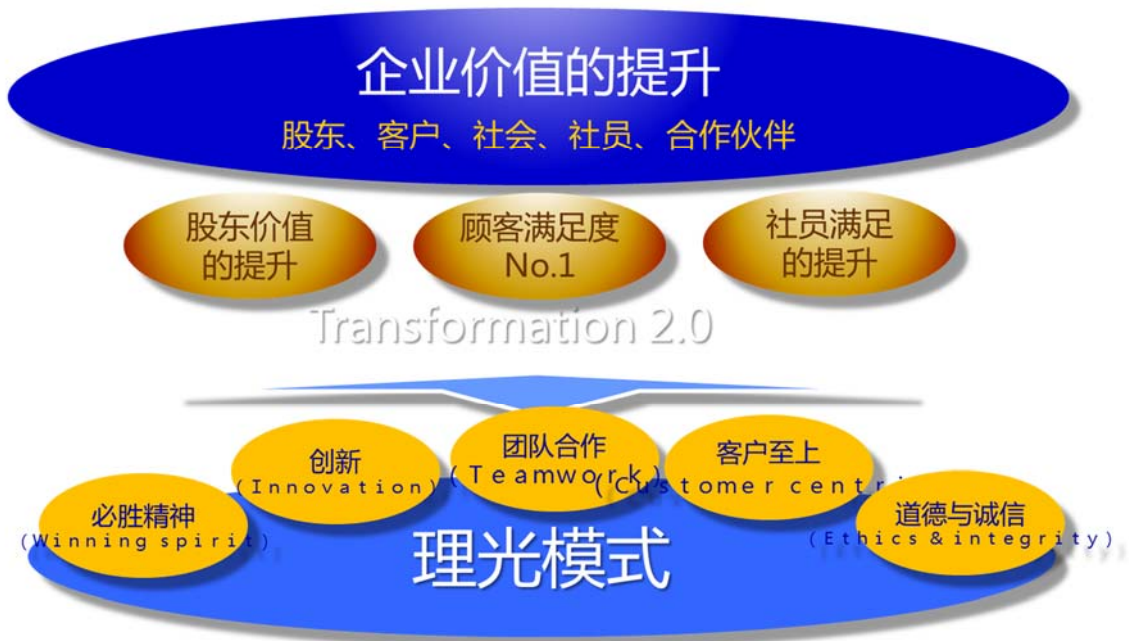 企业价值的提升
股东、客户、社会、社员、合作伙伴
股东价值
的提升
顾客满足度
No.1
社员满足
的提升
Transformation 2.0
必胜精神
(Winning spirit)
创新
(Innovation)
团队合作
(Teamwork)
客户至上
(Customer centri
道德与诚信
(Ethics & integrity)
理光模式